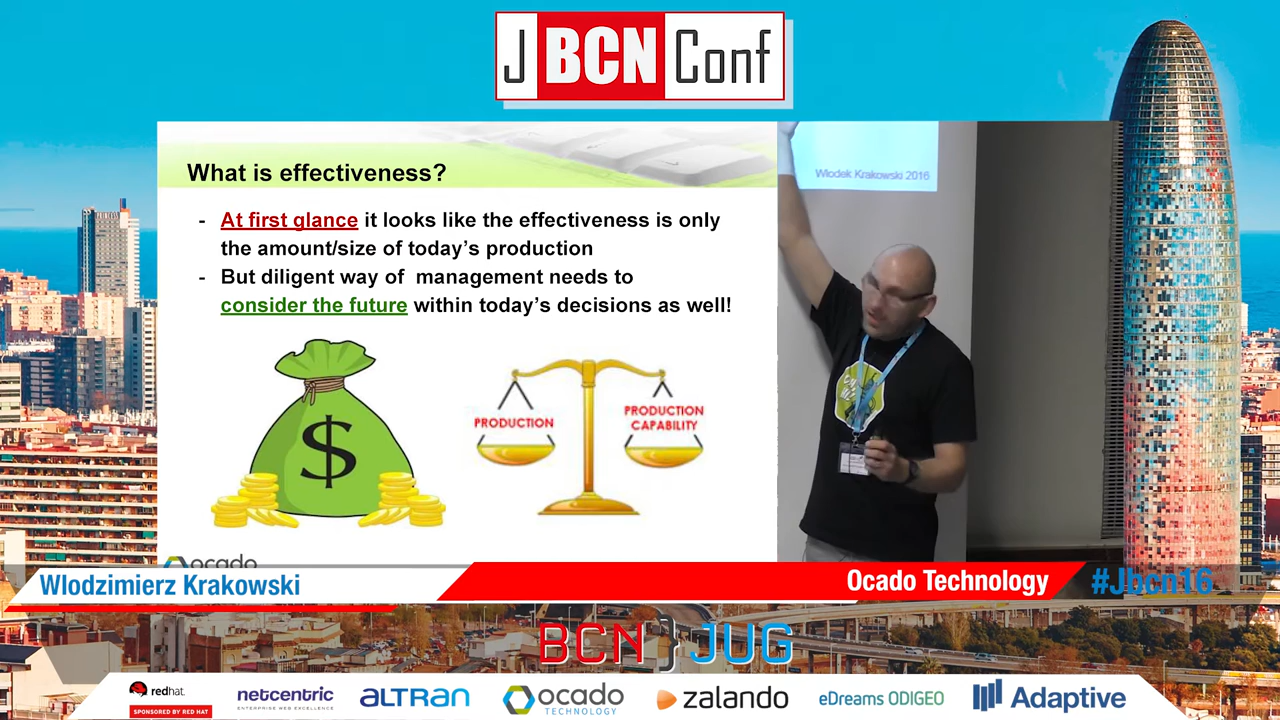 J BCN Conf
What is effectiveness?
Wlodek Krakowski 2016
- At first glance it looks like the effectiveness is only
the amount/size of today's production
- But diligent way of management needs to
consider the future within today's decisions as well!
$
PRODUCTION
PRODUCTION
CAPABILITY
ocado
Wlodzimierz Krakowski
Ocado Technology
#Jbcn16
BCN } JUG
redhat.
SPONSORED BY RED HAT
netcentric
ENTERPRISE WEB EXCELLENCE
ALTRAN
ocado
TECHNOLOGY
zalando
eDreams ODIGEO
Adaptive